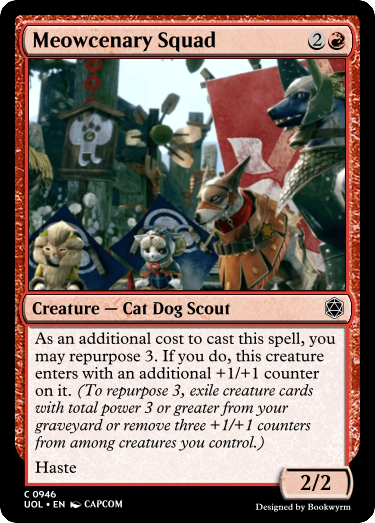 Meowcenary Squad 2
Creature — Cat Dog Scout
As an additional cost to cast this spell, you
may repurpose 3. If you do, this creature
enters with an additional +1/+1 counter
on it. (To repurpose 3, exile creature cards
with total power 3 or greater from your
graveyard or remove three +1/+1 counters
from among creatures you control.)
Haste
2/2
C 0946
UOL • EN CAPCOM
Designed by Bookwyrm